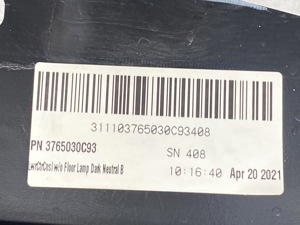 311103765030C93408
PN 3765030C93
SN 408
LwrCtrCnsl w/o Floor Lamp Dark Neutral B
10:16:40 Apr 20 2021